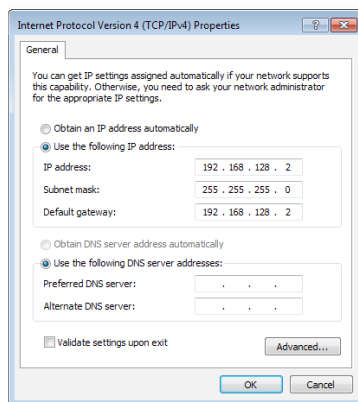 Internet Protocol Version 4 (TCP/IPv4) Properties
General
You can get IP settings assigned automatically if your network supports
this capability. Otherwise, you need to ask your network administrator
for the appropriate IP settings.
Obtain an IP address automatically
Use the following IP address:
IP address: 192 . 168 . 128 . 2
Subnet mask: 255 . 255 . 255 . 0
Default gateway: 192 . 168 . 128 . 2
Obtain DNS server address automatically
Use the following DNS server addresses:
Preferred DNS server: . . .
Alternate DNS server: . . .
Validate settings upon exit
Advanced...
OK Cancel